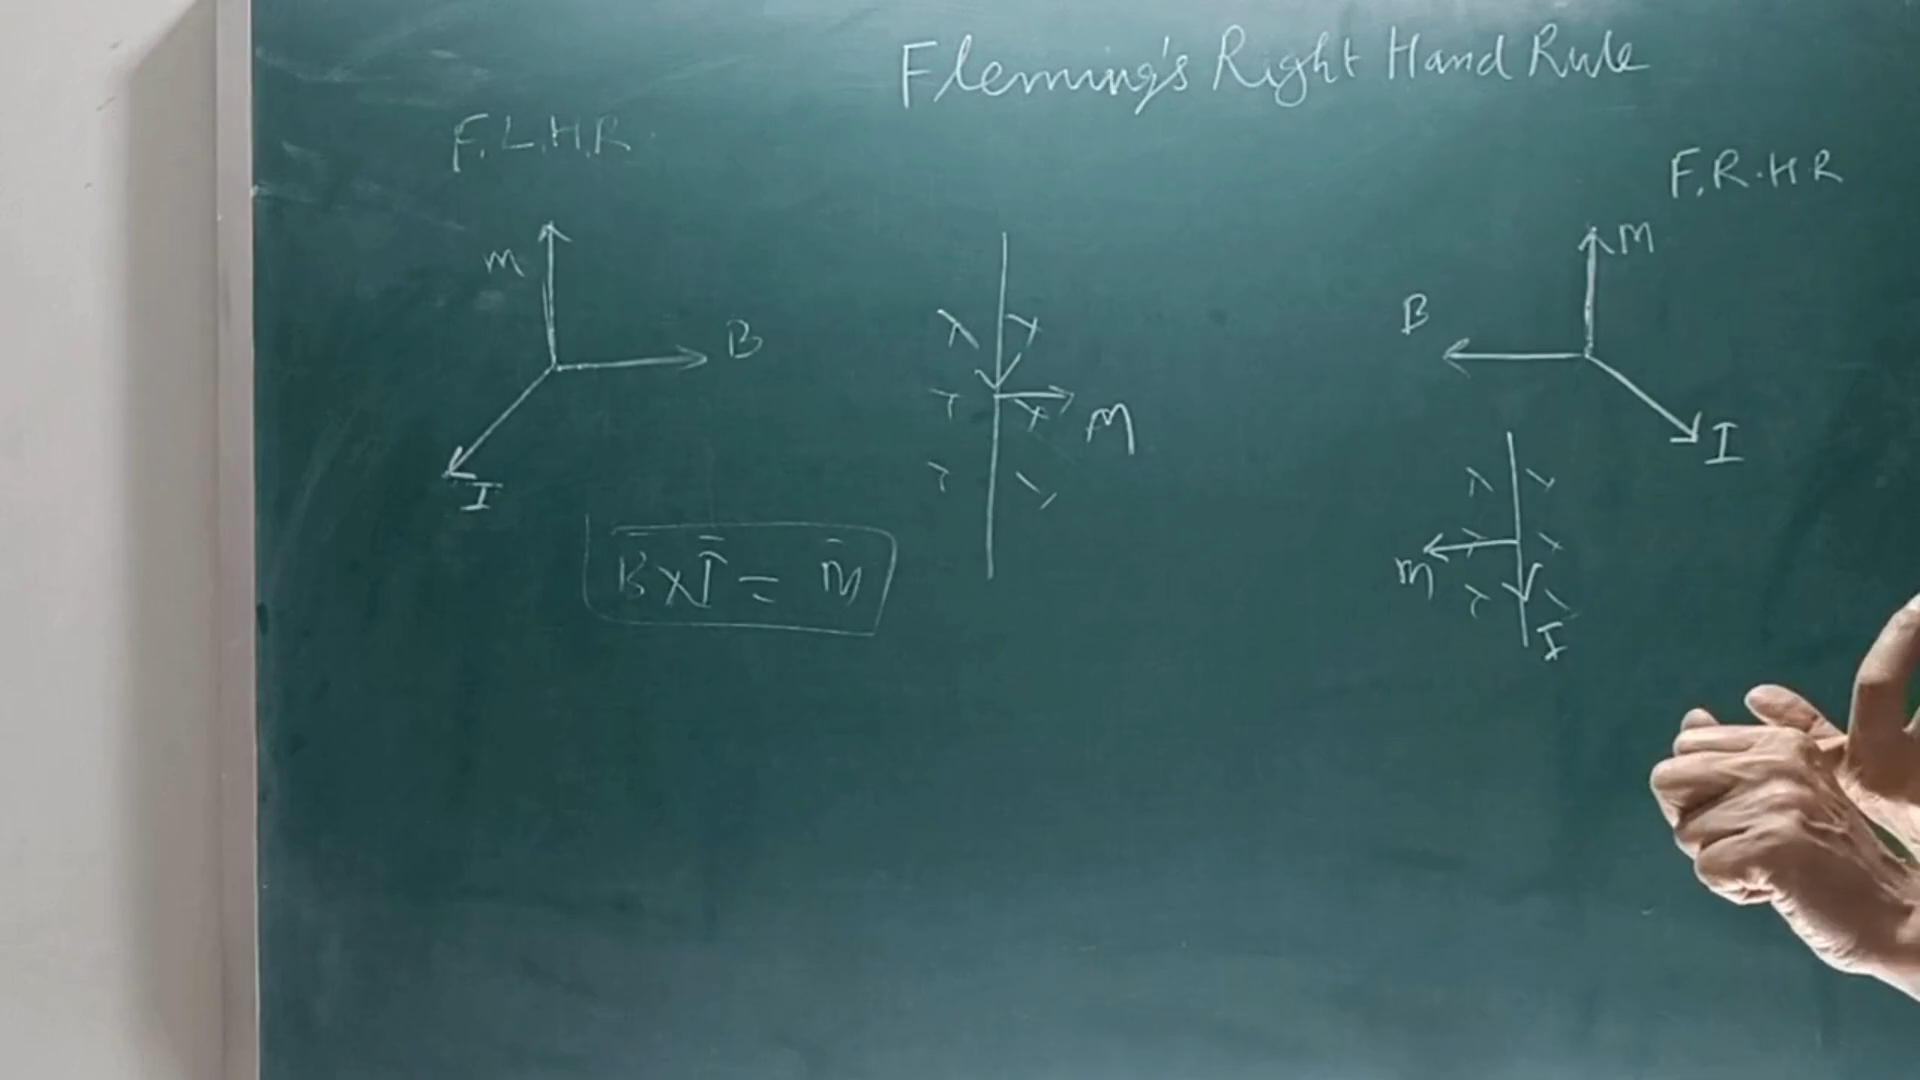 Fleming's Right Hand Rule
F.L.H.R.
F.R.H R
m
B
I
M
M
B
I
m
I
B̅ X I̅ = m̅